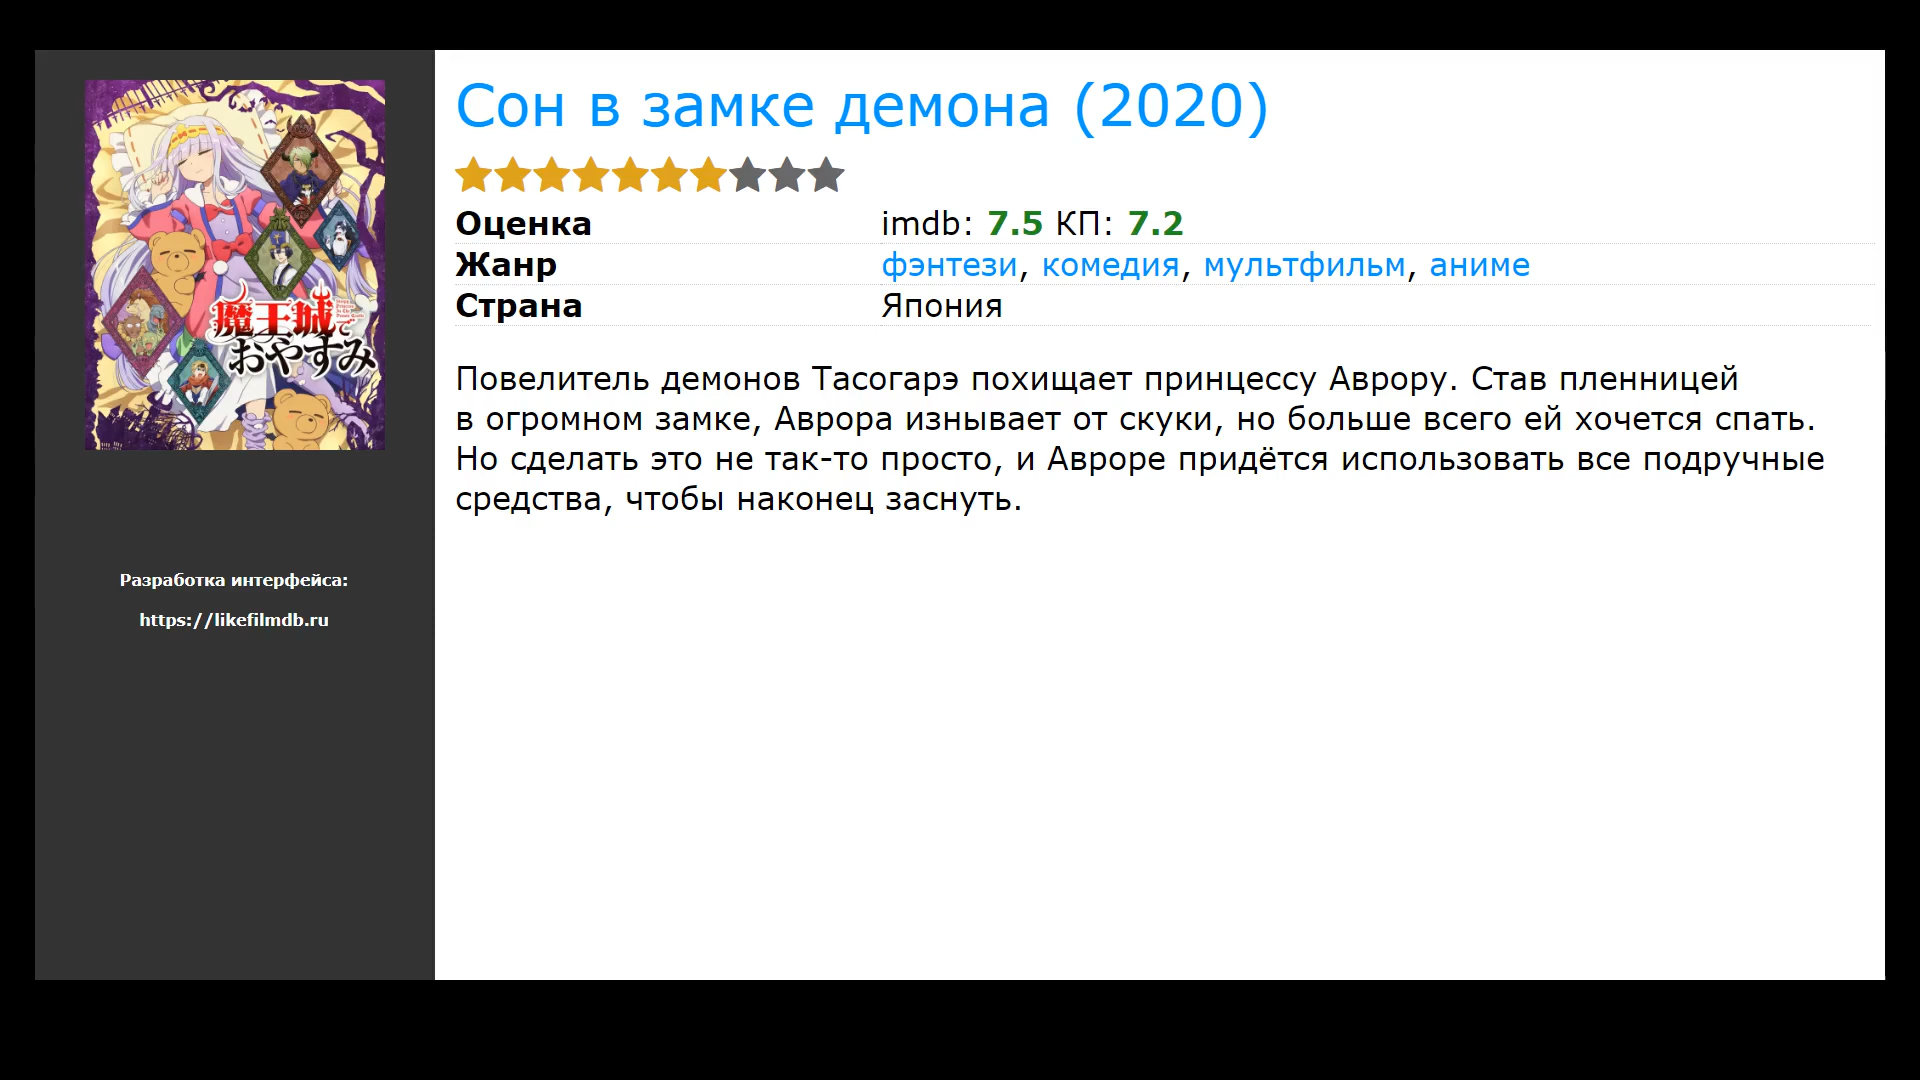 Сон в замке демона (2020)
Оценка imdb: 7.5 КП: 7.2
Жанр фэнтези, комедия, мультфильм, аниме
Страна Япония
Повелитель демонов Тасогарэ похищает принцессу Аврору. Став пленницей
в огромном замке, Аврора изнывает от скуки, но больше всего ей хочется спать.
Но сделать это не так-то просто, и Авроре придётся использовать все подручные
средства, чтобы наконец заснуть.
魔王城で
おやすみ
Разработка интерфейса:
https://likefilmdb.ru